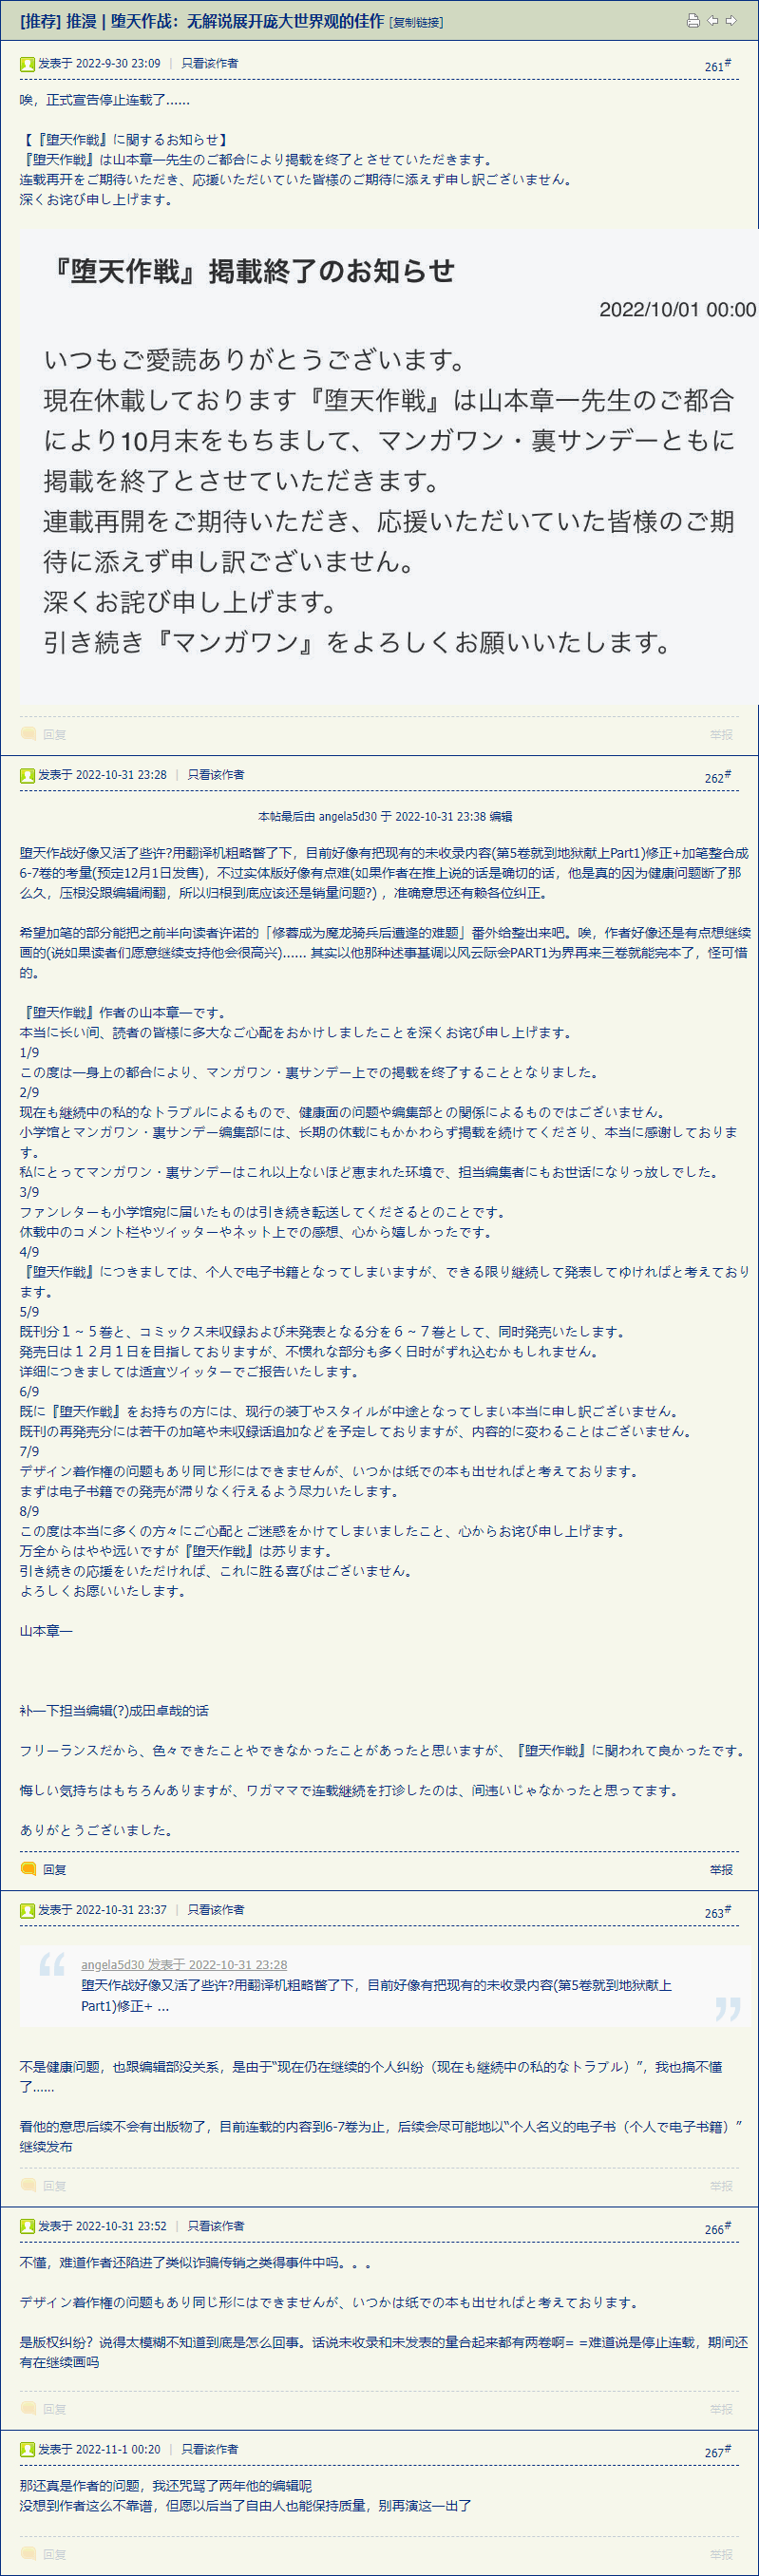 [推荐] 推漫 | 堕天作战：无解说展开庞大世界观的佳作 [复制链接]
发表于 2022-9-30 23:09 | 只看该作者
261#
唉，正式宣告停止连载了……
【『堕天作戦』に関するお知らせ】
『堕天作戦』は山本章一先生のご都合により掲载を终了とさせていただきます。
连载再开をご期待いただき、応援いただいていた皆様のご期待に添えず申し訳ございません。
深くお诧び申し上げます。
『堕天作戦』掲載終了のお知らせ
2022/10/01 00:00
いつもご愛読ありがとうございます。
現在休載しております『堕天作戦』は山本章一先生のご都合
により10月末をもちまして、マンガワン・裏サンデーともに
掲載を終了とさせていただきます。
連載再開をご期待いただき、応援いただいていた皆様のご期
待に添えず申し訳ございません。
深くお詫び申し上げます。
引き続き『マンガワン』をよろしくお願いいたします。
回复
举报
发表于 2022-10-31 23:28 | 只看该作者
262#
本帖最后由 angela5d30 于 2022-10-31 23:38 编辑
堕天作战好像又活了些许?用翻译机粗略瞥了下，目前好像有把现有的未收录内容(第5卷就到地狱献上Part1)修正+加笔整合成
6-7卷的考量(预定12月1日发售)，不过实体版好像有点难(如果作者在推上说的话是确切的话，他是真的因为健康问题断了那
么久，压根没跟编辑闹翻，所以归根到底应该还是销量问题?) ，准确意思还有赖各位纠正。
希望加笔的部分能把之前半向读者许诺的「修蓉成为魔龙骑兵后遭逢的难题」番外给整出来吧。唉，作者好像还是有点想继续
画的(说如果读者们愿意继续支持他会很高兴)…… 其实以他那种述事基调以风云际会PART1为界再来三卷就能完本了，怪可惜
的。
『堕天作戦』作者の山本章一です。
本当に长い间、読者の皆様に多大なご心配をおかけしましたことを深くお诧び申し上げます。
1/9
この度は一身上の都合により、マンガワン・裏サンデー上での掲载を终了することとなりました。
2/9
现在も継続中の私的なトラブルによるもので、健康面の问题や编集部との関係によるものではございません。
小学馆とマンガワン・裏サンデー编集部には、长期の休载にもかかわらず掲载を続けてくださり、本当に感谢しておりま
す。
私にとってマンガワン・裏サンデーはこれ以上ないほど恵まれた环境で、担当编集者にもお世话になりっ放しでした。
3/9
ファンレターも小学馆宛に届いたものは引き続き転送してくださるとのことです。
休载中のコメント栏やツイッターやネット上での感想、心から嬉しかったです。
4/9
『堕天作戦』につきましては、个人で电子书籍となってしまいますが、できる限り継続して発表してゆければと考えており
ます。
5/9
既刊分１～５巻と、コミックス未収録および未発表となる分を６～７巻として、同时発売いたします。
発売日は１２月１日を目指しておりますが、不惯れな部分も多く日时がずれ込むかもしれません。
详细につきましては适宜ツイッターでご报告いたします。
6/9
既に『堕天作戦』をお持ちの方には、现行の装丁やスタイルが中途となってしまい本当に申し訳ございません。
既刊の再発売分には若干の加笔や未収録话追加などを予定しておりますが、内容的に変わることはございません。
7/9
デザイン着作権の问题もあり同じ形にはできませんが、いつかは纸での本も出せればと考えております。
まずは电子书籍での発売が滞りなく行えるよう尽力いたします。
8/9
この度は本当に多くの方々にご心配とご迷惑をかけてしまいましたこと、心からお诧び申し上げます。
万全からはやや远いですが『堕天作戦』は苏ります。
引き続きの応援をいただければ、これに胜る喜びはございません。
よろしくお愿いいたします。
山本章一
补一下担当编辑(?)成田卓哉的话
フリーランスだから、色々できたことやできなかったことがあったと思いますが、『堕天作戦』に関われて良かったです。
悔しい気持ちはもちろんありますが、ワガママで连载継続を打诊したのは、间违いじゃなかったと思ってます。
ありがとうございました。
回复
举报
发表于 2022-10-31 23:37 | 只看该作者
263#
angela5d30 发表于 2022-10-31 23:28
堕天作战好像又活了些许?用翻译机粗略瞥了下，目前好像有把现有的未收录内容(第5卷就到地狱献上
Part1)修正+ ...
不是健康问题，也跟编辑部没关系，是由于“现在仍在继续的个人纠纷（现在も継続中の私的なトラブル）”，我也搞不懂
了……
看他的意思后续不会有出版物了，目前连载的内容到6-7卷为止，后续会尽可能地以“个人名义的电子书（个人で电子书籍）”
继续发布
回复
举报
发表于 2022-10-31 23:52 | 只看该作者
266#
不懂，难道作者还陷进了类似诈骗传销之类得事件中吗。。。
デザイン着作権の问题もあり同じ形にはできませんが、いつかは纸での本も出せればと考えております。
是版权纠纷？说得太模糊不知道到底是怎么回事。话说未收录和未发表的量合起来都有两卷啊= =难道说是停止连载，期间还
有在继续画吗
回复
举报
发表于 2022-11-1 00:20 | 只看该作者
267#
那还真是作者的问题，我还咒骂了两年他的编辑呢
没想到作者这么不靠谱，但愿以后当了自由人也能保持质量，别再演这一出了
回复
举报